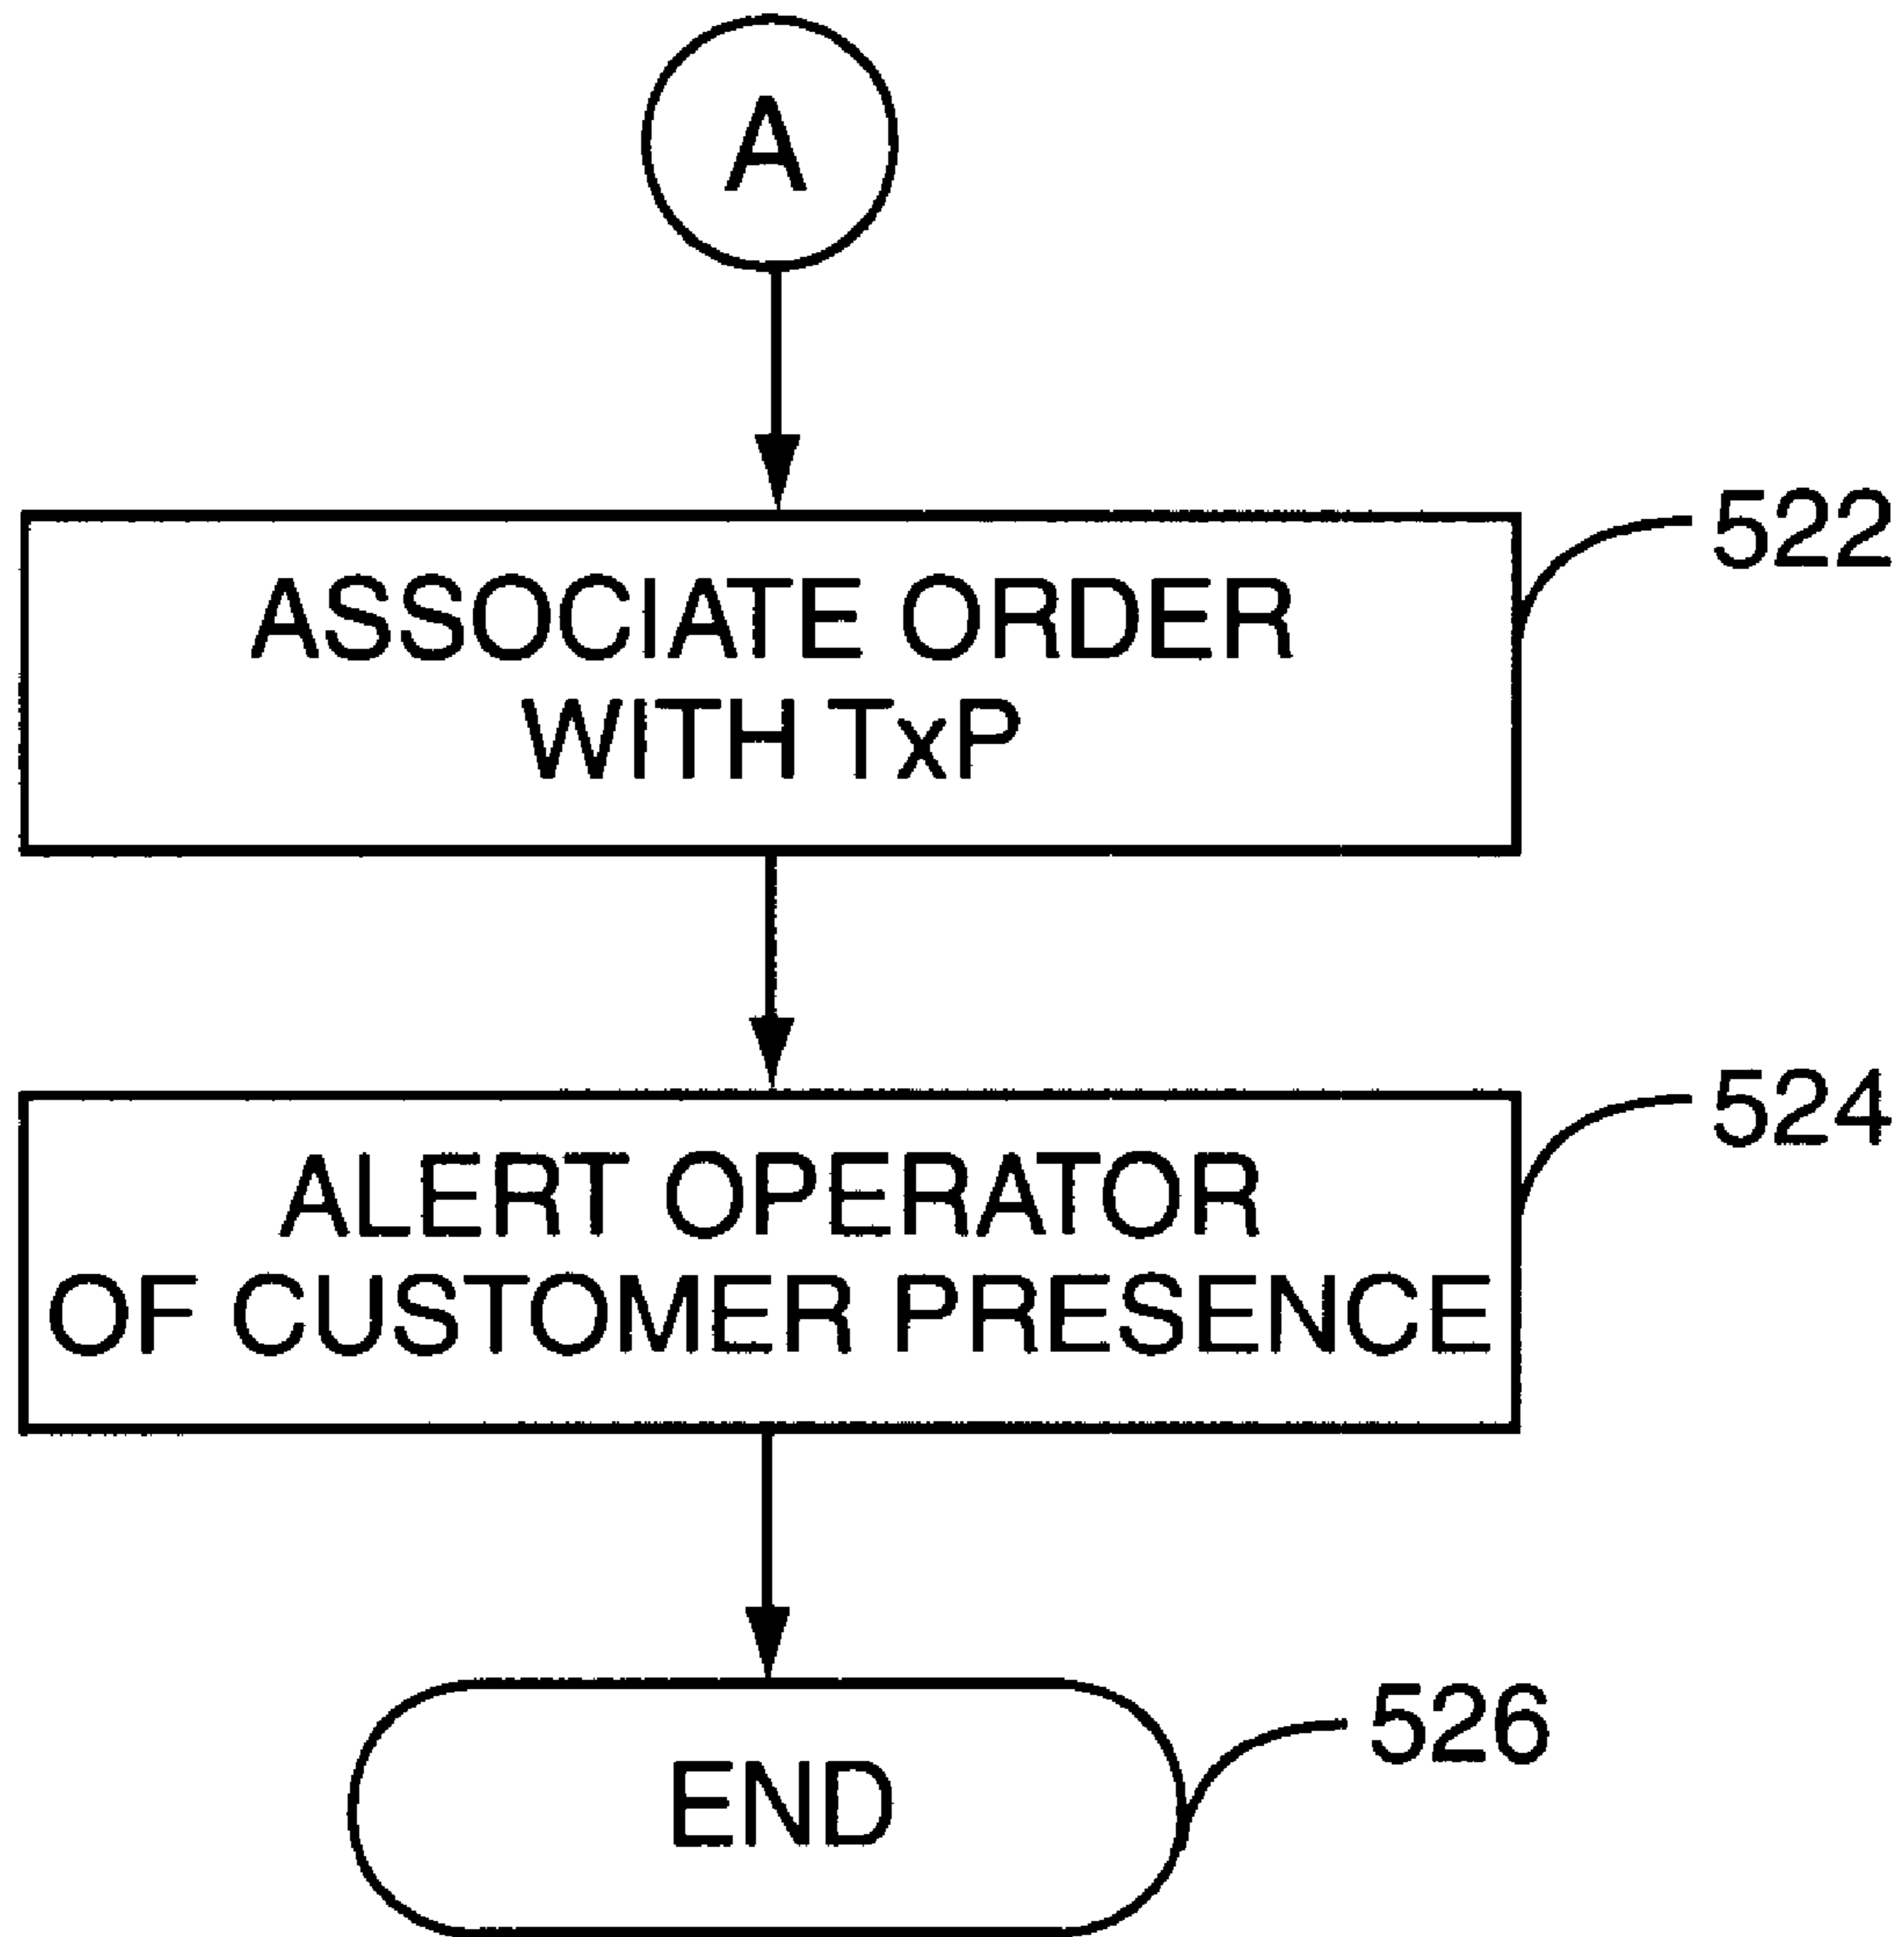 A
522
ASSOCIATE ORDER
WITH TxP
524
ALERT OPERATOR
OF CUSTOMER PRESENCE
526
END